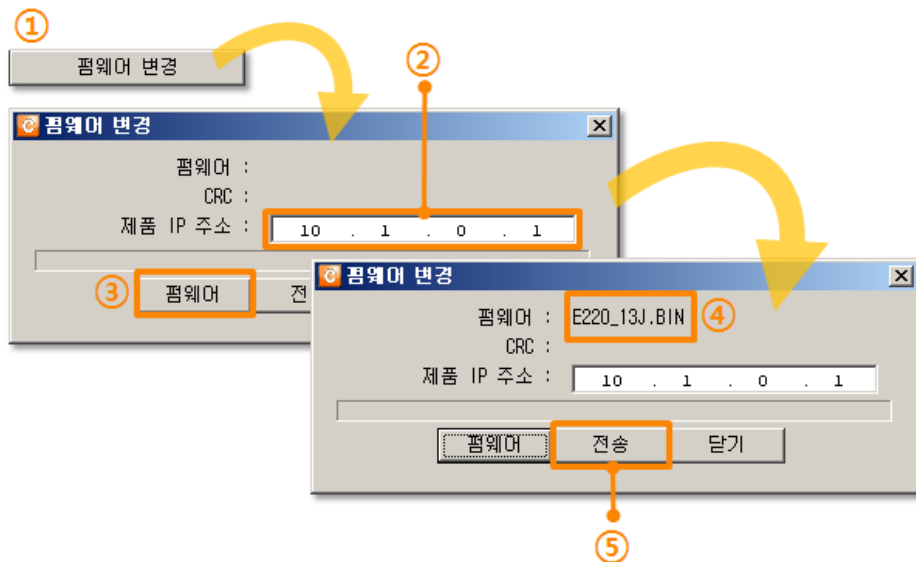 ①
펌웨어 변경
②
펌웨어 변경
펌웨어 :
CRC :
제품 IP 주소 : 10 . 1 . 0 . 1
③ 펌웨어 전
펌웨어 변경
펌웨어 : E220_13J.BIN ④
CRC :
제품 IP 주소 : 10 . 1 . 0 . 1
펌웨어 전송 닫기
⑤